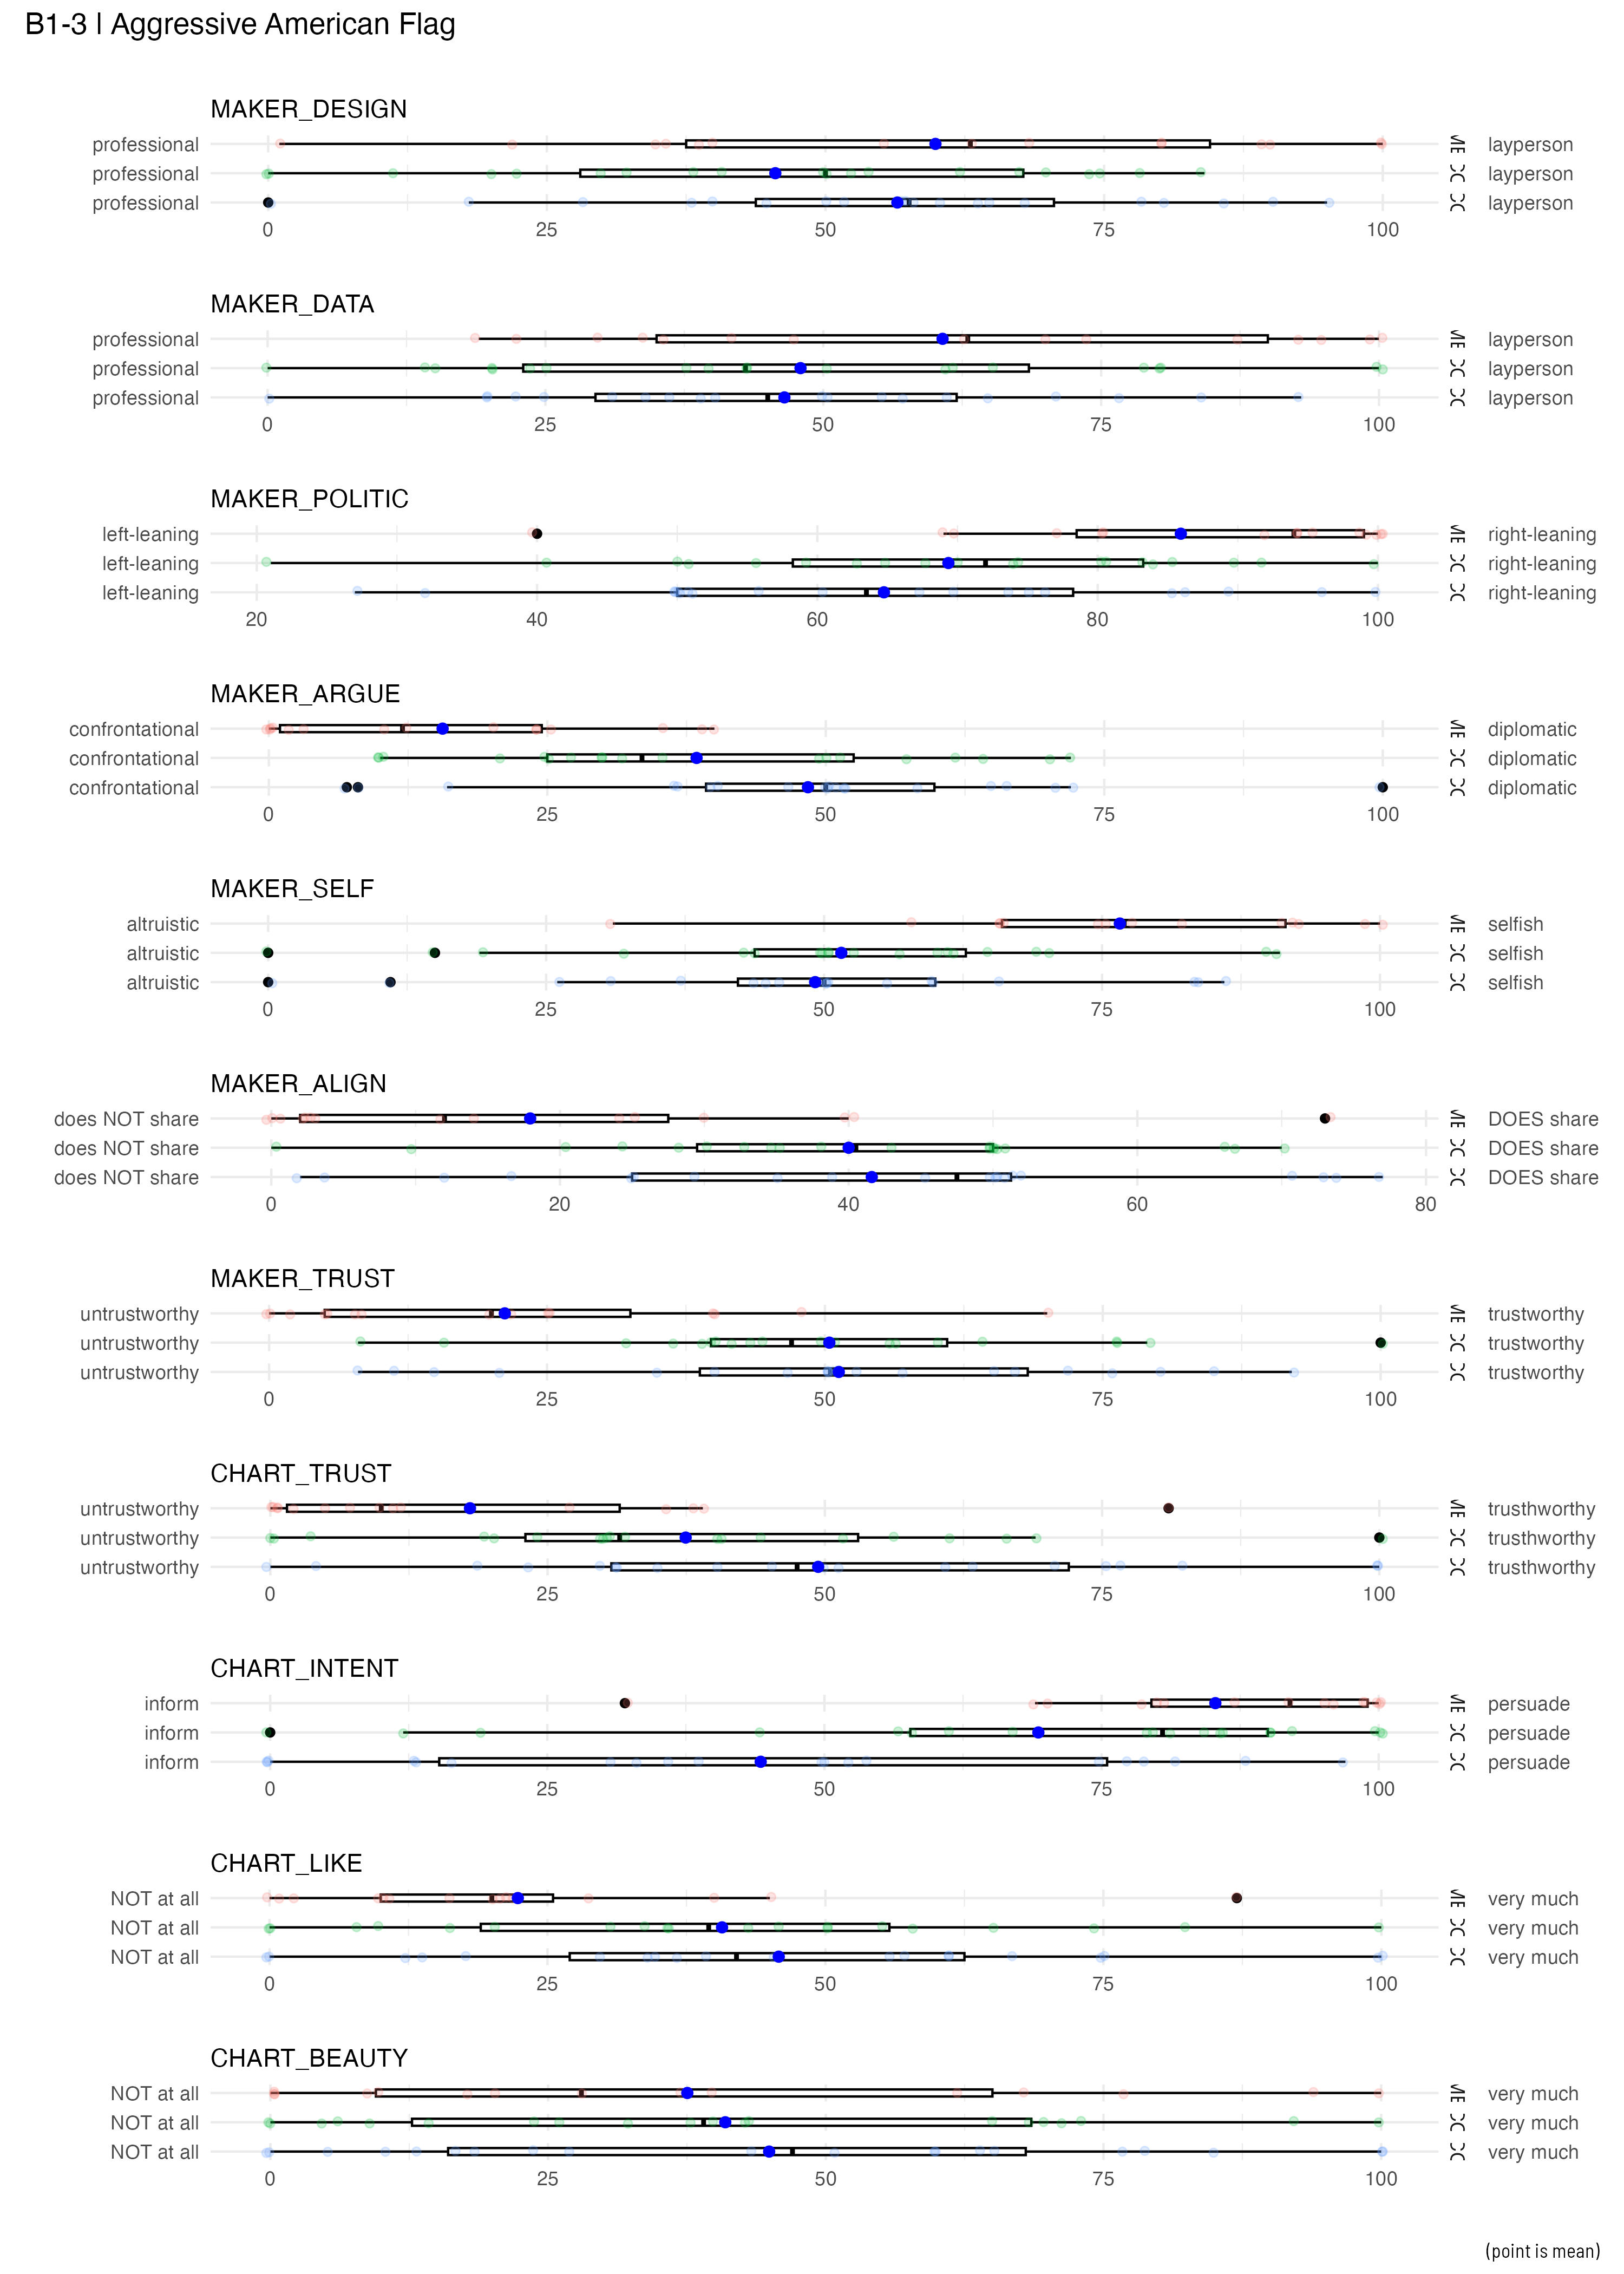 B1-3 | Aggressive American Flag
MAKER_DESIGN
professional layperson
professional layperson
professional layperson
0 25 50 75 100
MAKER_DATA
professional layperson
professional layperson
professional layperson
0 25 50 75 100
MAKER_POLITIC
left-leaning right-leaning
left-leaning right-leaning
left-leaning right-leaning
20 40 60 80 100
MAKER_ARGUE
confrontational diplomatic
confrontational diplomatic
confrontational diplomatic
0 25 50 75 100
MAKER_SELF
altruistic selfish
altruistic selfish
altruistic selfish
0 25 50 75 100
MAKER_ALIGN
does NOT share DOES share
does NOT share DOES share
does NOT share DOES share
0 20 40 60 80
MAKER_TRUST
untrustworthy trustworthy
untrustworthy trustworthy
untrustworthy trustworthy
0 25 50 75 100
CHART_TRUST
untrustworthy trusthworthy
untrustworthy trusthworthy
untrustworthy trusthworthy
0 25 50 75 100
CHART_INTENT
inform persuade
inform persuade
inform persuade
0 25 50 75 100
CHART_LIKE
NOT at all very much
NOT at all very much
NOT at all very much
0 25 50 75 100
CHART_BEAUTY
NOT at all very much
NOT at all very much
NOT at all very much
0 25 50 75 100
(point is mean)